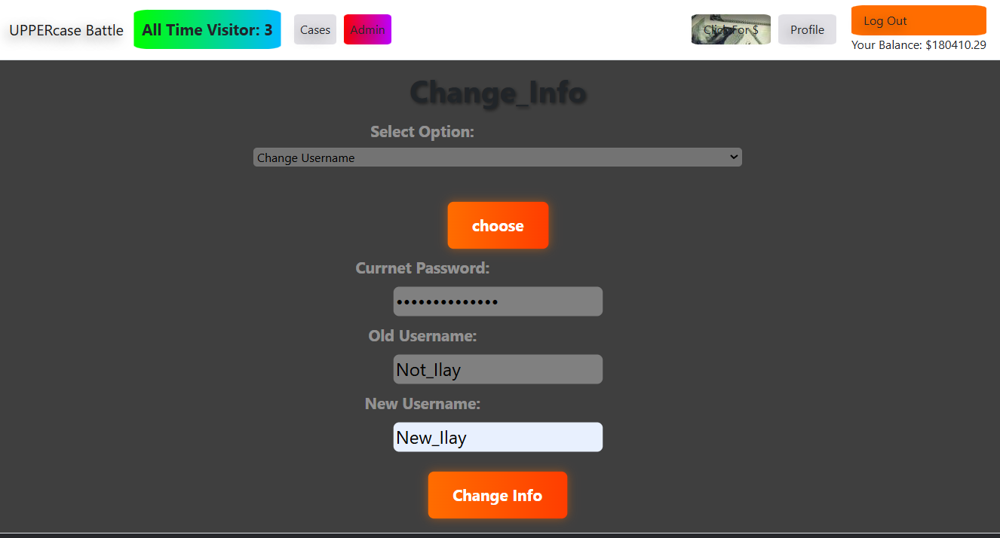 UPPERcase Battle
All Time Visitor: 3
Cases
Admin
Click For $
Profile
Log Out
Your Balance: $180410.29
Change_Info
Select Option:
Change Username
choose
Currnet Password:
••••••••••••••
Old Username:
Not_Ilay
New Username:
New_Ilay
Change Info